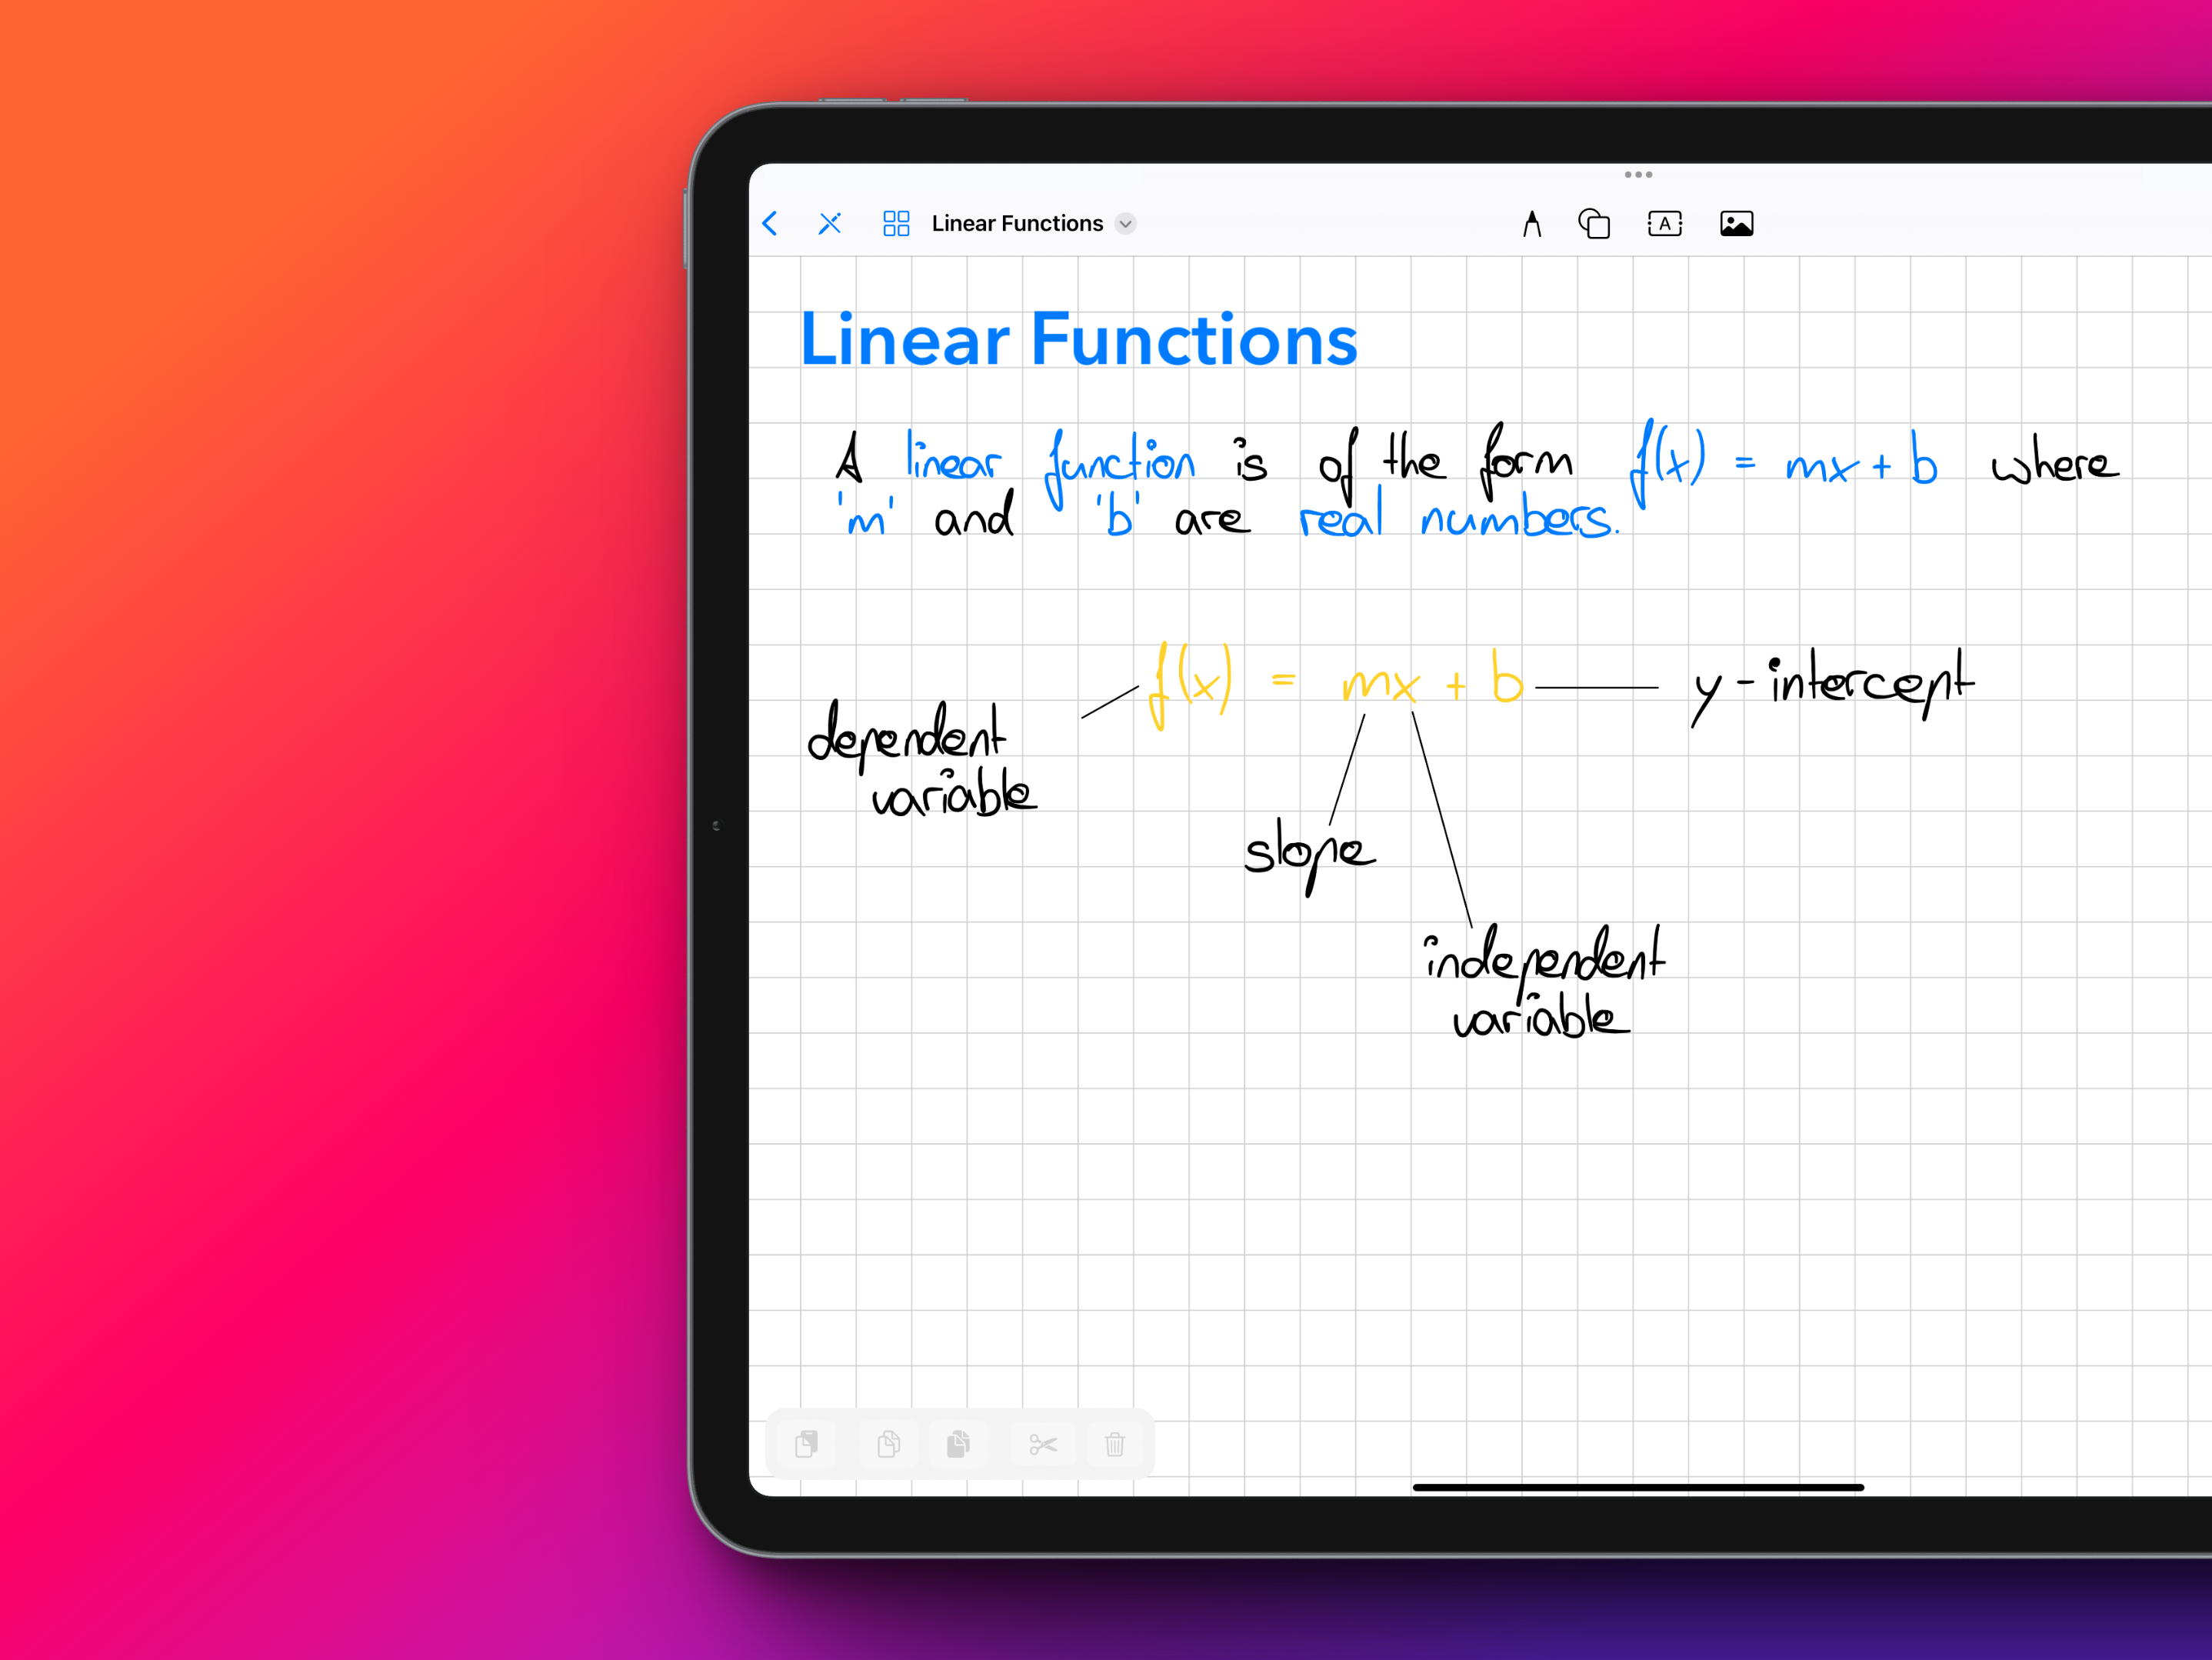 Linear Functions
A
Linear Functions
A linear function is of the form f(x) = mx + b where
'm' and 'b' are real numbers.
f(x) = mx + b
y-intercept
dependent
variable
slope
independent
variable